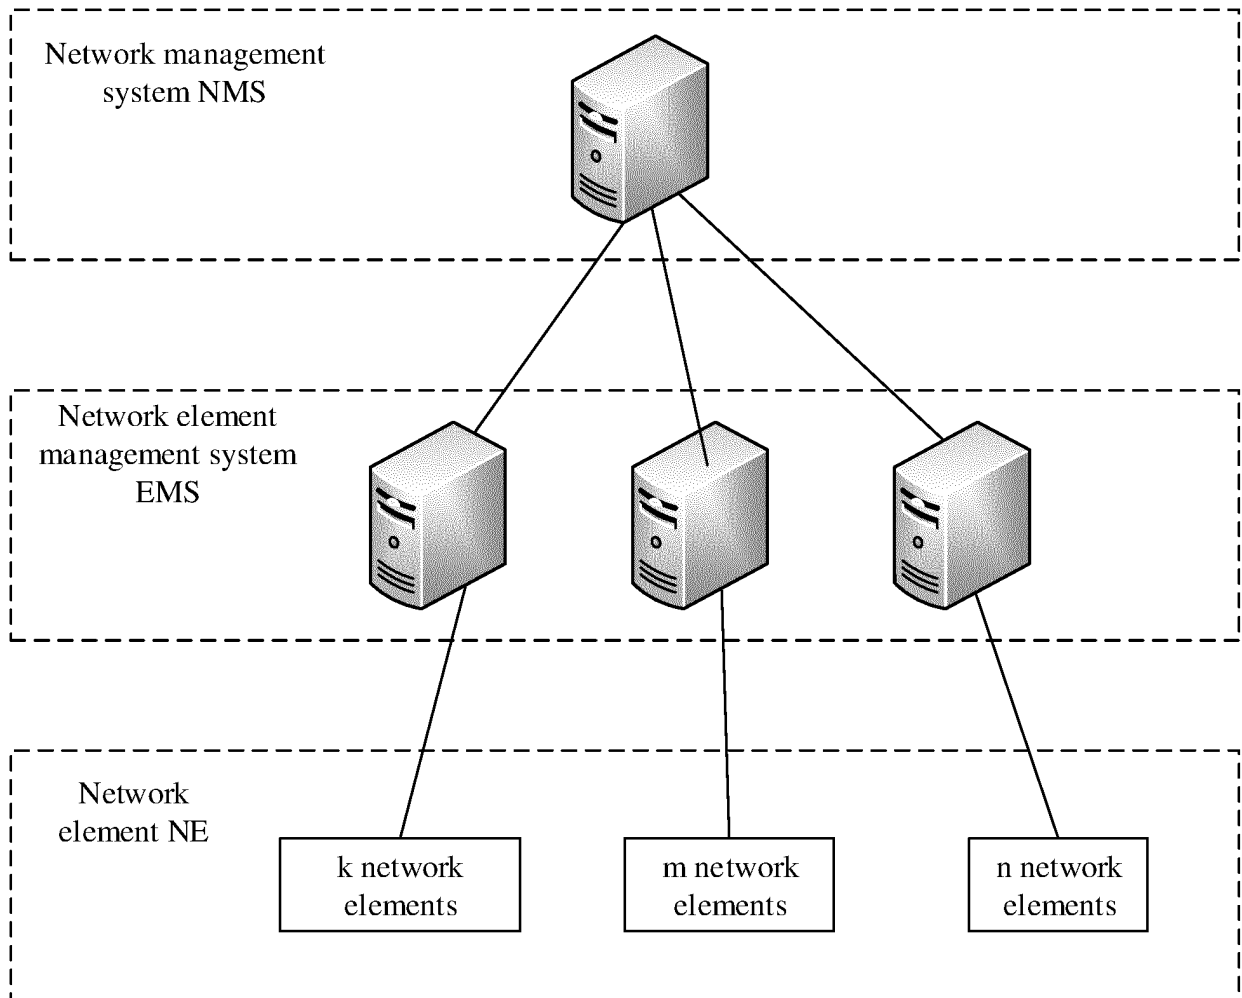 Network management
system NMS
Network element
management system
EMS
Network
element NE
k network
elements
m network
elements
n network
elements